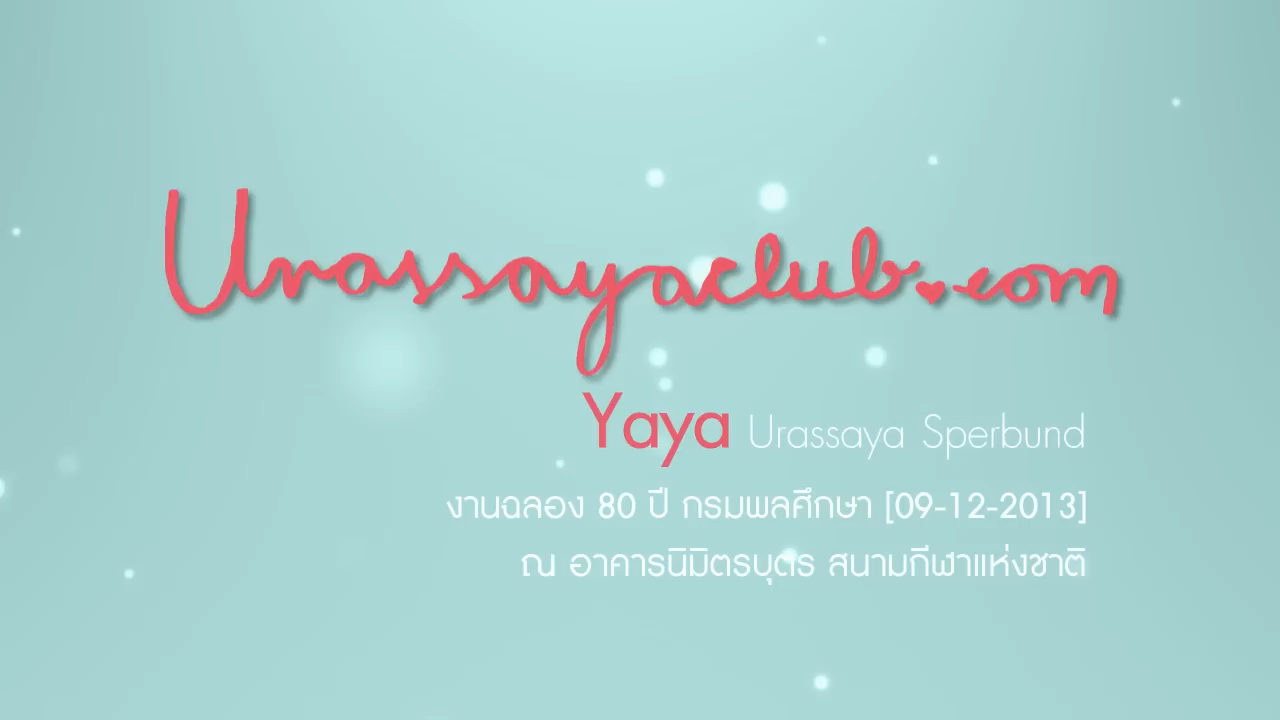 Urassayaclub.com
Yaya Urassaya Sperbund
งานฉลอง 80 ปี กรมพลศึกษา [09-12-2013]
ณ อาคารนิมิตรบุตร สนามกีฬาแห่งชาติ